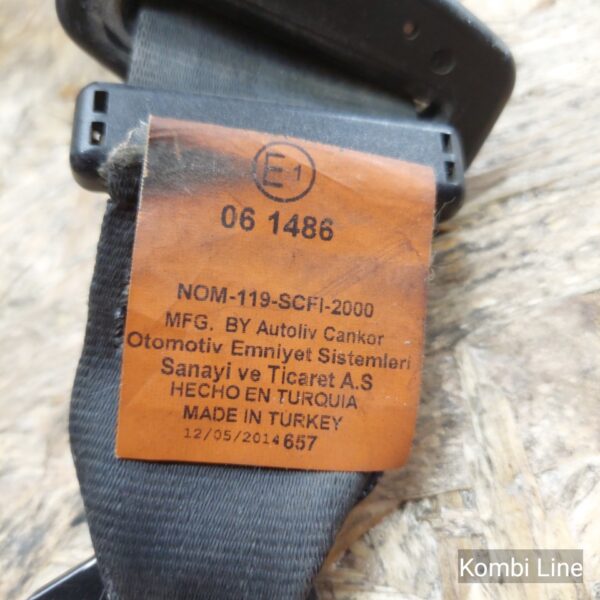 E1
06 1486
NOM-119-SCFI-2000
MFG. BY Autoliv Cankor
Otomotiv Emniyet Sistemleri
Sanayi ve Ticaret A.S
HECHO EN TURQUIA
MADE IN TURKEY
12/05/2014 657
Kombi Line